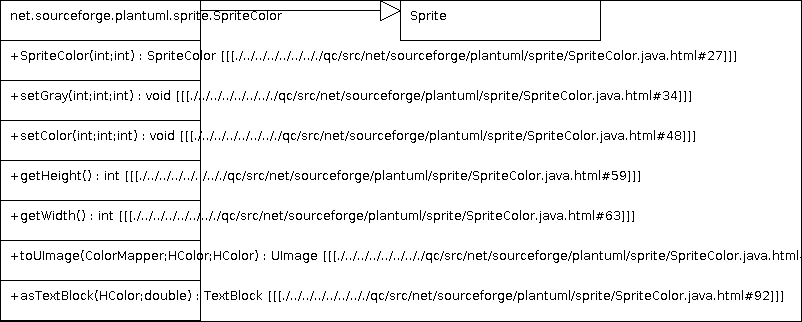 net.sourceforge.plantuml.sprite.SpriteColor
Sprite
+SpriteColor(int;int) : SpriteColor [[[./../../../../../../qc/src/net/sourceforge/plantuml/sprite/SpriteColor.java.html#27]]]
+setGray(int;int;int) : void [[[./../../../../../../qc/src/net/sourceforge/plantuml/sprite/SpriteColor.java.html#34]]]
+setColor(int;int;int) : void [[[./../../../../../../qc/src/net/sourceforge/plantuml/sprite/SpriteColor.java.html#48]]]
+getHeight() : int [[[./../../../../../../qc/src/net/sourceforge/plantuml/sprite/SpriteColor.java.html#59]]]
+getWidth() : int [[[./../../../../../../qc/src/net/sourceforge/plantuml/sprite/SpriteColor.java.html#63]]]
+toUImage(ColorMapper;HColor;HColor) : UImage [[[./../../../../../../qc/src/net/sourceforge/plantuml/sprite/SpriteColor.java.html
+asTextBlock(HColor;double) : TextBlock [[[./../../../../../../qc/src/net/sourceforge/plantuml/sprite/SpriteColor.java.html#92]]]